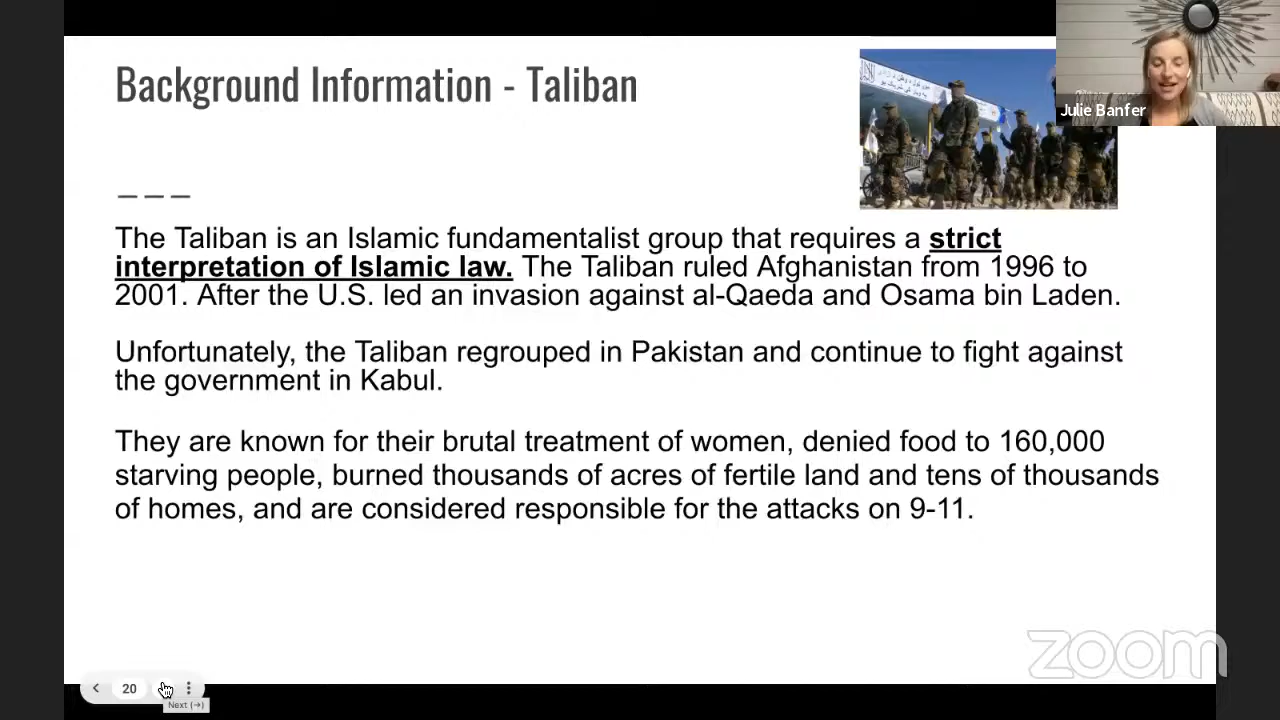 Background Information - Taliban
Julie Banfer
The Taliban is an Islamic fundamentalist group that requires a strict
interpretation of Islamic law. The Taliban ruled Afghanistan from 1996 to
2001. After the U.S. led an invasion against al-Qaeda and Osama bin Laden.
Unfortunately, the Taliban regrouped in Pakistan and continue to fight against
the government in Kabul.
They are known for their brutal treatment of women, denied food to 160,000
starving people, burned thousands of acres of fertile land and tens of thousands
of homes, and are considered responsible for the attacks on 9-11.
zoom
20
Next (→)